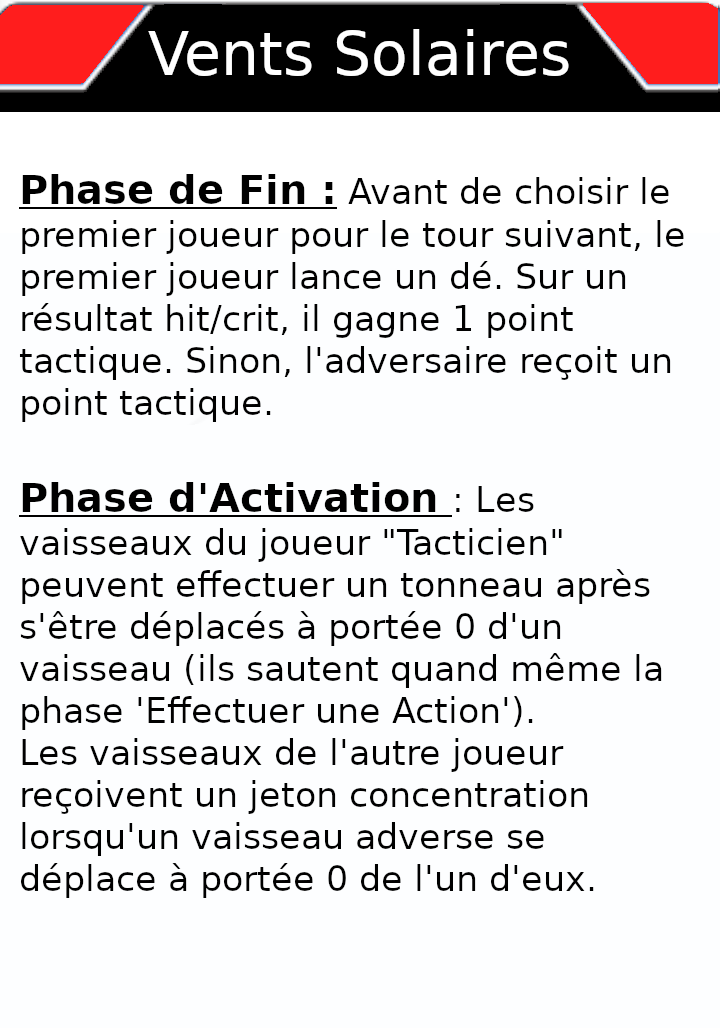 Vents Solaires
Phase de Fin : Avant de choisir le
premier joueur pour le tour suivant, le
premier joueur lance un dé. Sur un
résultat hit/crit, il gagne 1 point
tactique. Sinon, l'adversaire reçoit un
point tactique.
Phase d'Activation : Les
vaisseaux du joueur "Tacticien"
peuvent effectuer un tonneau après
s'être déplacés à portée 0 d'un
vaisseau (ils sautent quand même la
phase 'Effectuer une Action').
Les vaisseaux de l'autre joueur
reçoivent un jeton concentration
lorsqu'un vaisseau adverse se
déplace à portée 0 de l'un d'eux.